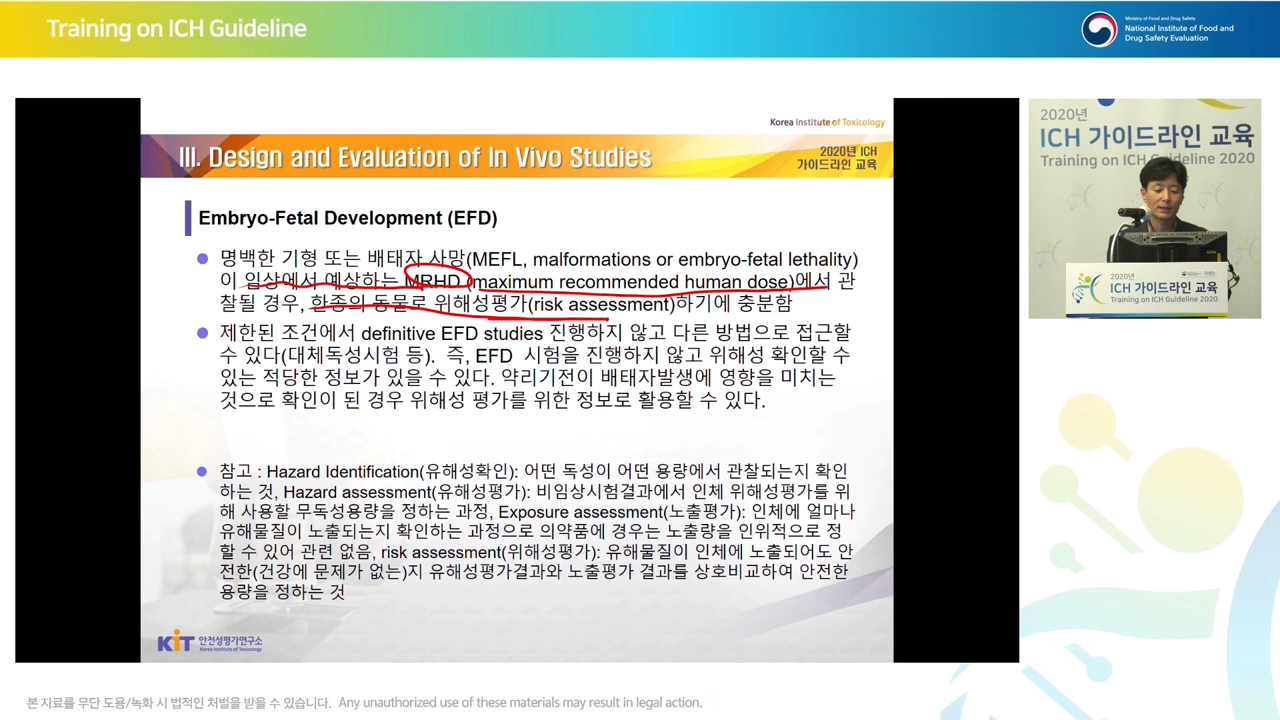 Training on ICH Guideline
Ministry of Food and Drug Safety
National Institute of Food and
Drug Safety Evaluation
Korea Institute of Toxicology
III. Design and Evaluation of In Vivo Studies
2020년 ICH
가이드라인 교육
Embryo-Fetal Development (EFD)
명백한 기형 또는 배태자 사망(MEFL, malformations or embryo-fetal lethality)
이 임상에서 예상하는 MRHD (maximum recommended human dose)에서 관
찰될 경우, 한종의 동물로 위해성평가(risk assessment)하기에 충분함
제한된 조건에서 definitive EFD studies 진행하지 않고 다른 방법으로 접근할
수 있다(대체독성시험 등). 즉, EFD 시험을 진행하지 않고 위해성 확인할 수
있는 적당한 정보가 있을 수 있다. 약리기전이 배태자발생에 영향을 미치는
것으로 확인이 된 경우 위해성 평가를 위한 정보로 활용할 수 있다.
참고 : Hazard Identification(유해성확인): 어떤 독성이 어떤 용량에서 관찰되는지 확인
하는 것, Hazard assessment(유해성평가): 비임상시험결과에서 인체 위해성평가를 위
해 사용할 무독성용량을 정하는 과정, Exposure assessment(노출평가): 인체에 얼마나
유해물질이 노출되는지 확인하는 과정으로 의약품에 경우는 노출량을 인위적으로 정
할 수 있어 관련 없음, risk assessment(위해성평가): 유해물질이 인체에 노출되어도 안
전한(건강에 문제가 없는)지 유해성평가결과와 노출평가 결과를 상호비교하여 안전한
용량을 정하는 것
KIT 안전성평가연구소
Korea Institute of Toxicology
2020년
ICH 가이드라인 교육
Training on ICH Guideline 2020
2020년
ICH 가이드라인 교육
Training on ICH Guideline 2020
본 자료를 무단 도용/녹화 시 법적인 처벌을 받을 수 있습니다. Any unauthorized use of these materials may result in legal action.